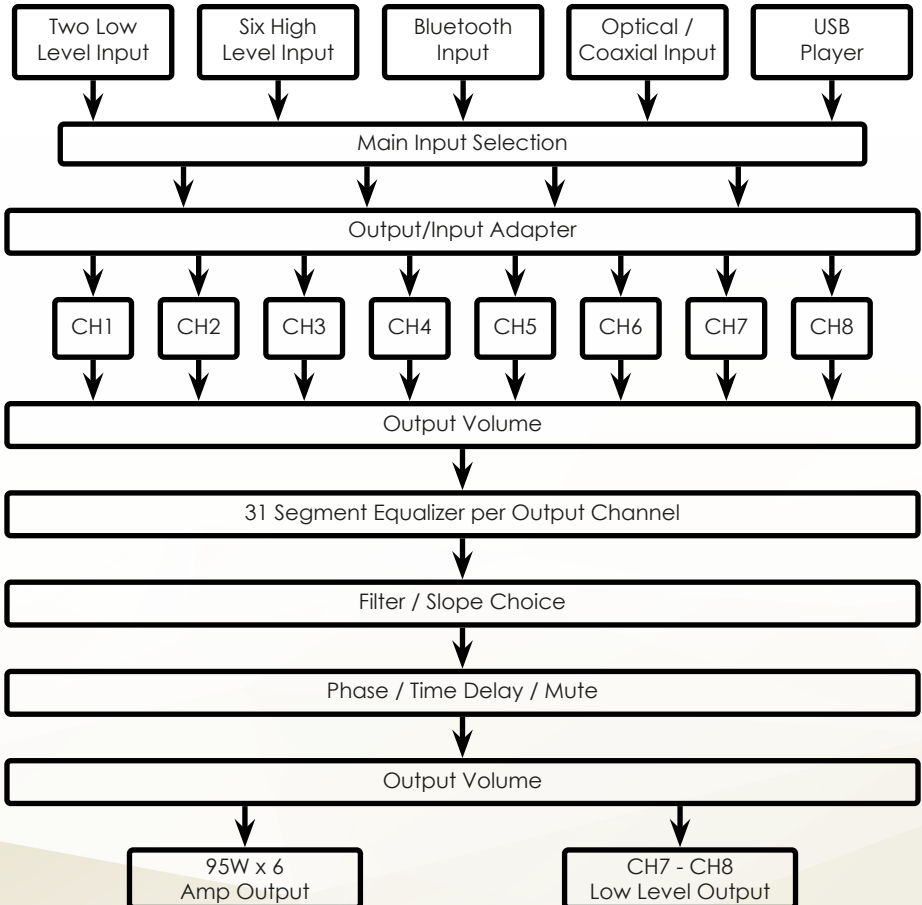 Two Low
Level Input
Six High
Level Input
Bluetooth
Input
Optical /
Coaxial Input
USB
Player
Main Input Selection
Output/Input Adapter
CH1
CH2
CH3
CH4
CH5
CH6
CH7
CH8
Output Volume
31 Segment Equalizer per Output Channel
Filter / Slope Choice
Phase / Time Delay / Mute
Output Volume
95W x 6
Amp Output
CH7 - CH8
Low Level Output